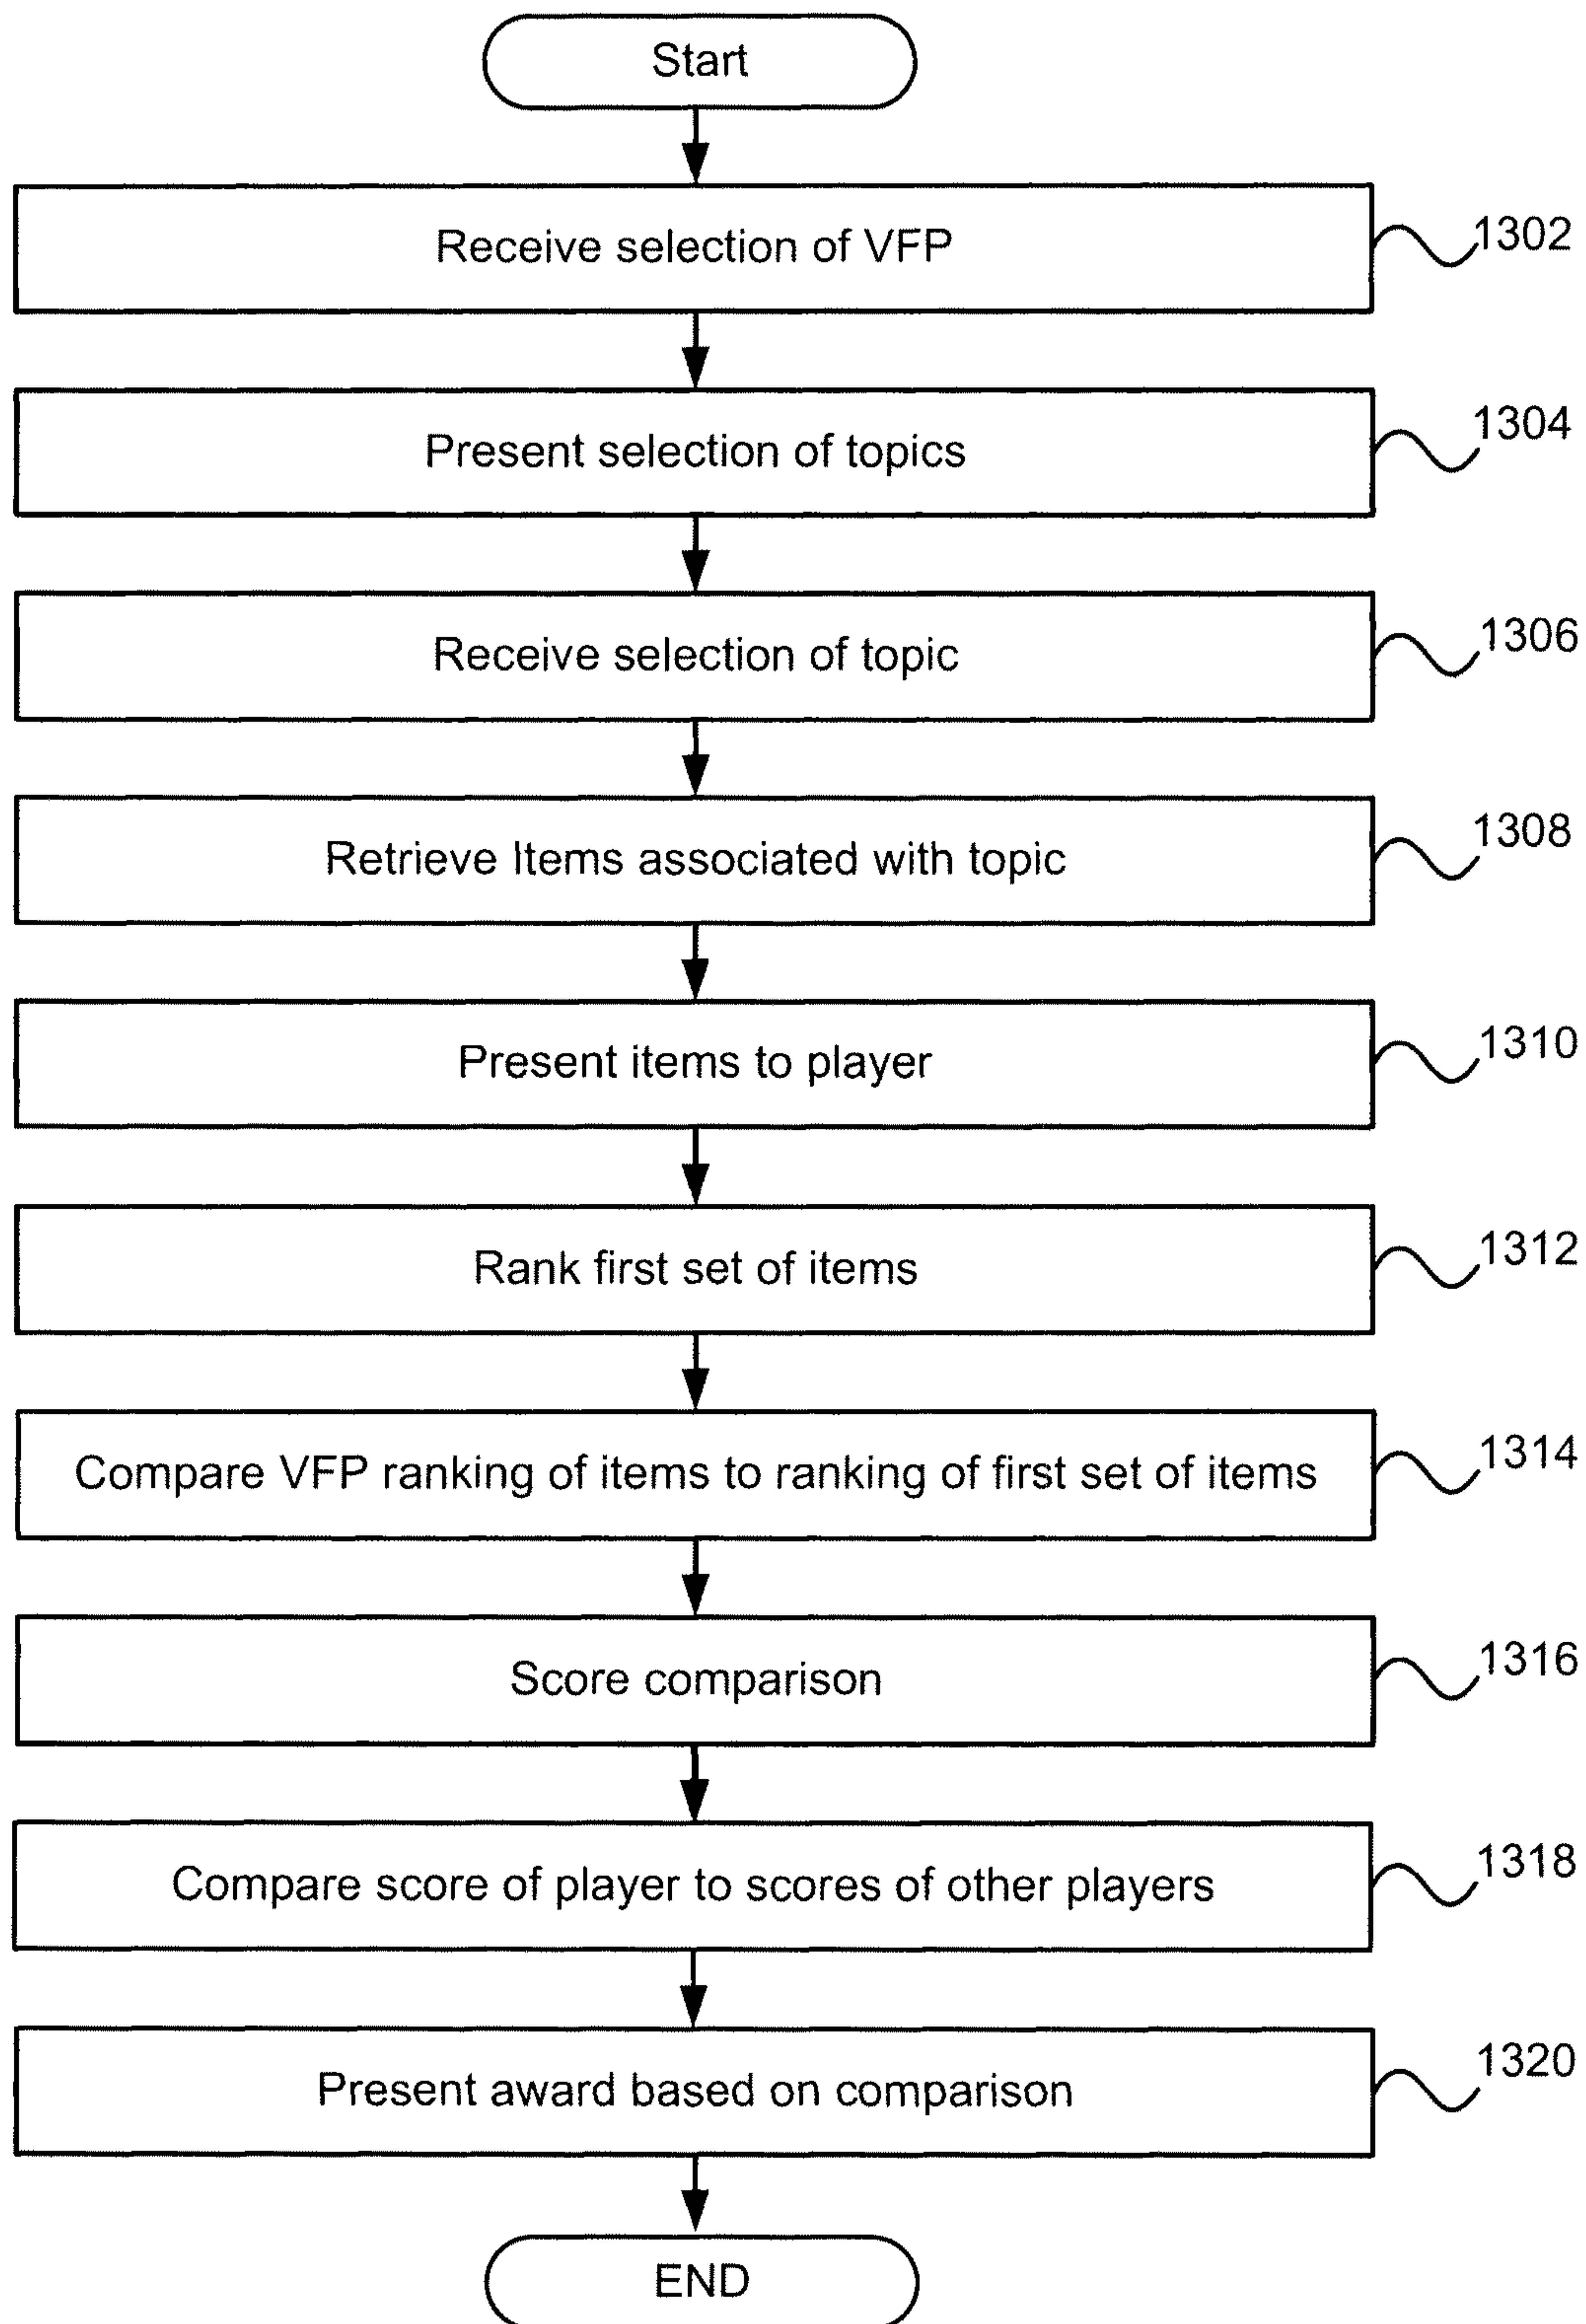 Start
Receive selection of VFP
1302
Present selection of topics
1304
Receive selection of topic
1306
Retrieve Items associated with topic
1308
Present items to player
1310
Rank first set of items
1312
Compare VFP ranking of items to ranking of first set of items
1314
Score comparison
1316
Compare score of player to scores of other players
1318
Present award based on comparison
1320
END